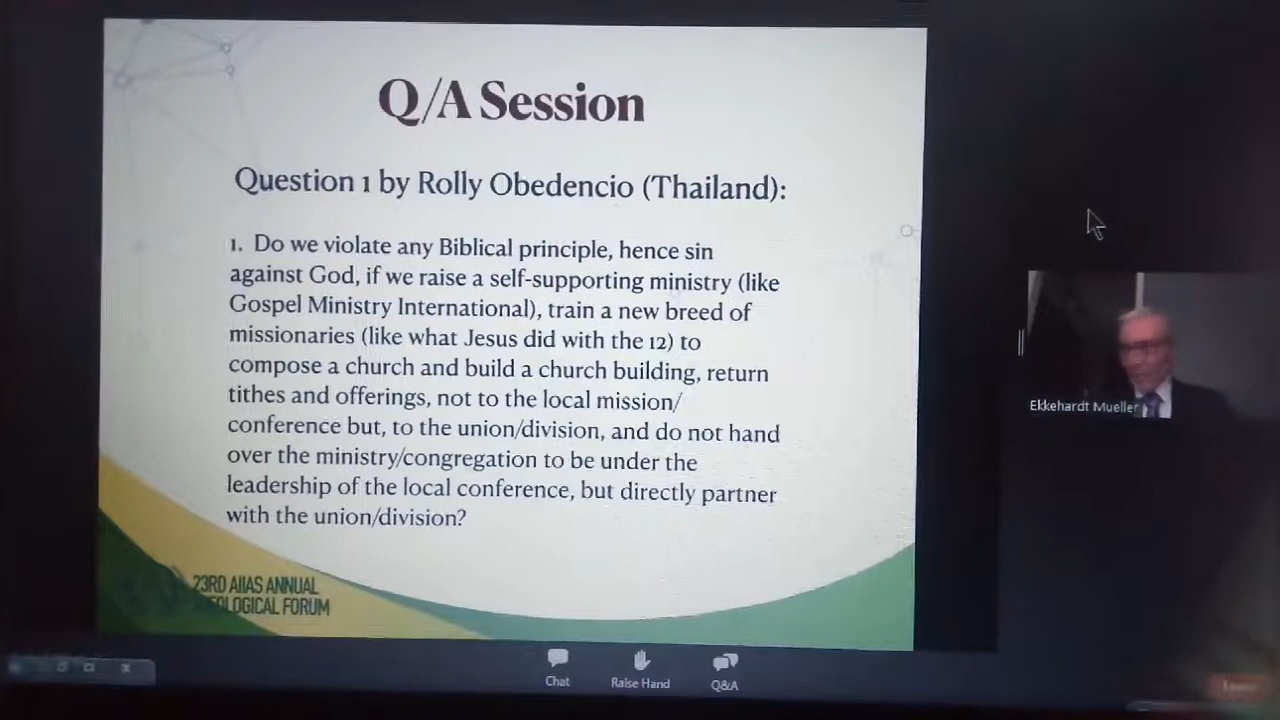 Q/A Session
Question 1 by Rolly Obedencio (Thailand):
1. Do we violate any Biblical principle, hence sin
against God, if we raise a self-supporting ministry (like
Gospel Ministry International), train a new breed of
missionaries (like what Jesus did with the 12) to
compose a church and build a church building, return
tithes and offerings, not to the local mission/
conference but, to the union/division, and do not hand
over the ministry/congregation to be under the
leadership of the local conference, but directly partner
with the union/division?
Ekkehardt Mueller
23RD AIIAS ANNUAL
FORUM
Chat
Raise Hand
Q&A